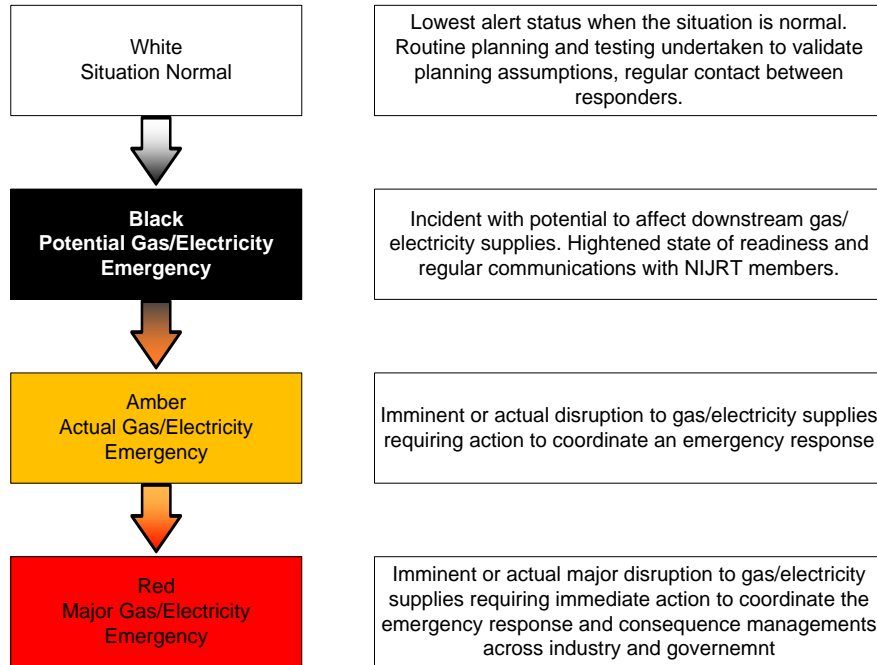 White
Situation Normal
Lowest alert status when the situation is normal.
Routine planning and testing undertaken to validate
planning assumptions, regular contact between
responders.
Black
Potential Gas/Electricity
Emergency
Incident with potential to affect downstream gas/
electricity supplies. Hightened state of readiness and
regular communications with NIJRT members.
Amber
Actual Gas/Electricity
Emergency
Imminent or actual disruption to gas/electricity supplies
requiring action to coordinate an emergency response
Red
Major Gas/Electricity
Emergency
Imminent or actual major disruption to gas/electricity
supplies requiring immediate action to coordinate the
emergency response and consequence managements
across industry and governemnt